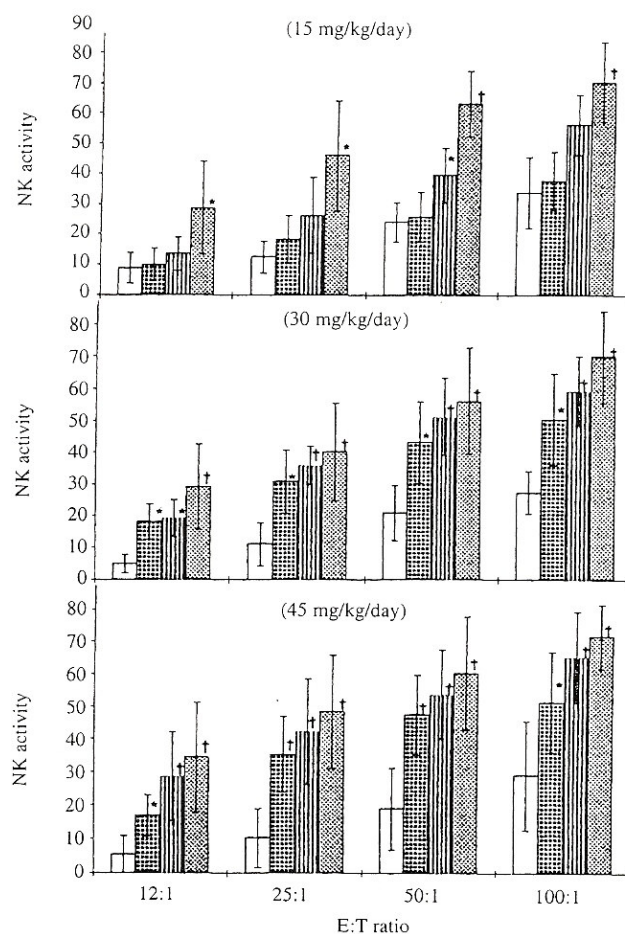 90
(15 mg/kg/day)
80
70
60
50
40
30
20
10
0
NK activity
* * * † †
(30 mg/kg/day)
80
70
60
50
40
30
20
10
0
NK activity
* * † * † † * † † * † †
(45 mg/kg/day)
80
70
60
50
40
30
20
10
0
NK activity
* † † † † † † † † * † †
12:1 25:1 50:1 100:1
E:T ratio